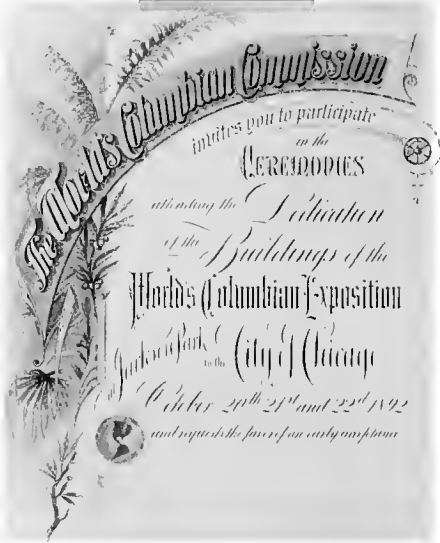 The World's Columbian Commission
invites you to participate
in the
CEREMONIES
attending the Dedication
of the Buildings of the
World's Columbian Exposition
Jackson Park in the City of Chicago
October 20th 21st and 22nd 1892
and requests the favor of an early acceptance